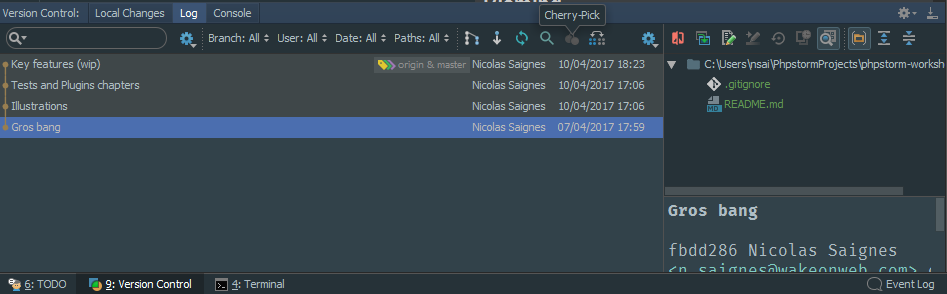 Cherry-Pick
Version Control: Local Changes Log Console
Branch: All User: All Date: All Paths: All
Key features (wip) origin & master Nicolas Saignes 10/04/2017 18:23
Tests and Plugins chapters Nicolas Saignes 10/04/2017 17:06
Illustrations Nicolas Saignes 10/04/2017 17:06
Gros bang Nicolas Saignes 07/04/2017 17:59
C:\Users\nsai\PhpstormProjects\phpstorm-worksh
.gitignore
MD README.md
Gros bang
fbdd286 Nicolas Saignes
<n.saignes@wakeonweb.com>
6: TODO 9: Version Control 4: Terminal Event Log